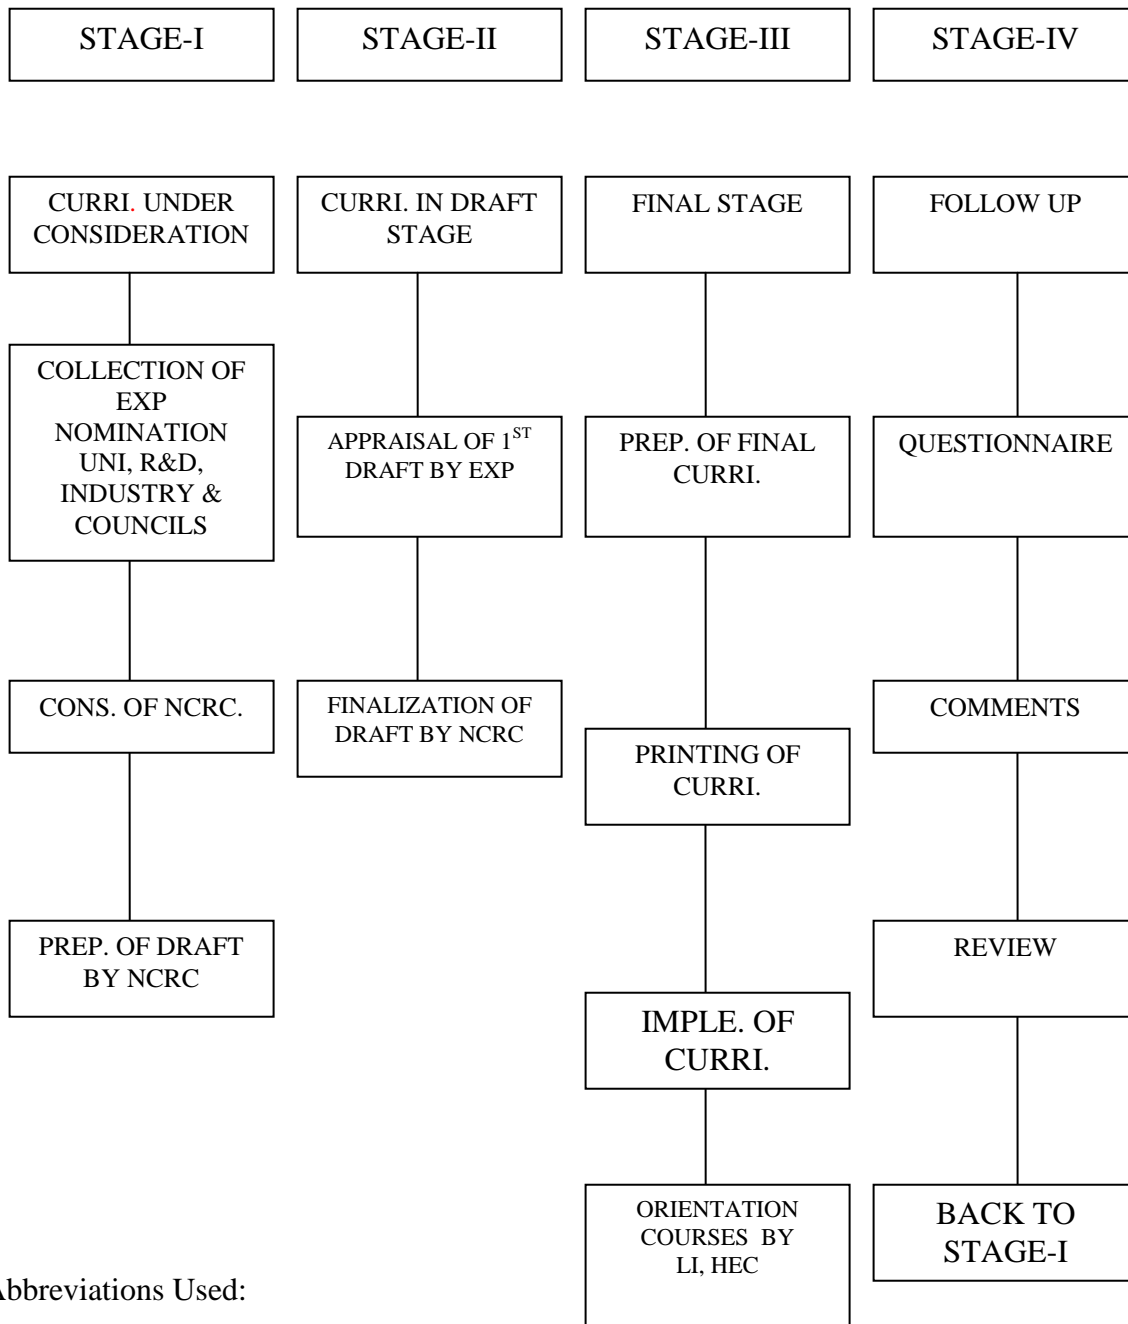 STAGE-I
STAGE-II
STAGE-III
STAGE-IV
CURRI. UNDER
CONSIDERATION
COLLECTION OF
EXP
NOMINATION
UNI, R&D,
INDUSTRY &
COUNCILS
CONS. OF NCRC.
PREP. OF DRAFT
BY NCRC
CURRI. IN DRAFT
STAGE
APPRAISAL OF 1ST
DRAFT BY EXP
FINALIZATION OF
DRAFT BY NCRC
FINAL STAGE
PREP. OF FINAL
CURRI.
PRINTING OF
CURRI.
IMPLE. OF
CURRI.
ORIENTATION
COURSES BY
LI, HEC
FOLLOW UP
QUESTIONNAIRE
COMMENTS
REVIEW
BACK TO
STAGE-I
Abbreviations Used: